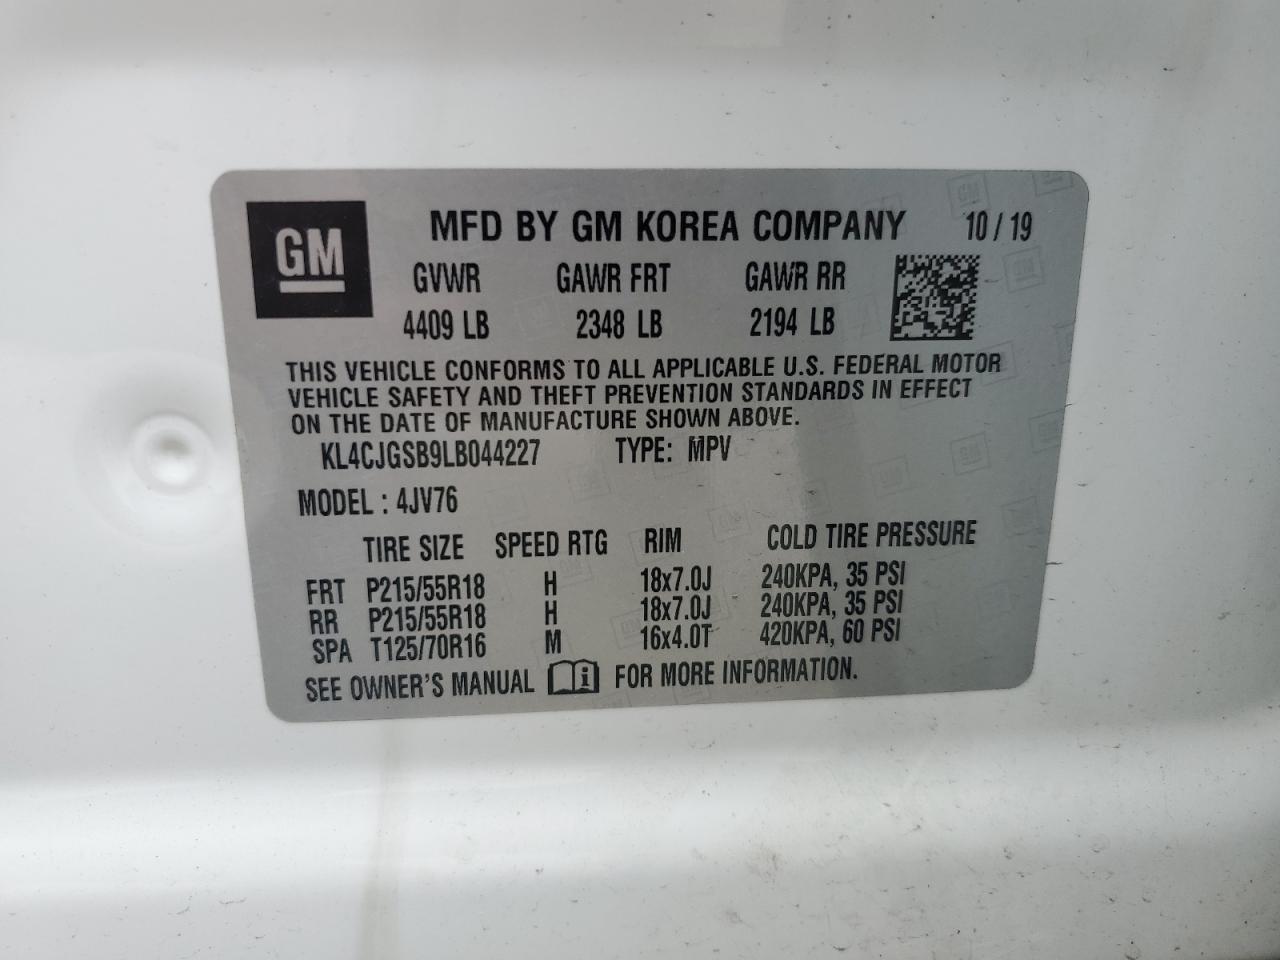 GM MFD BY GM KOREA COMPANY 10 / 19
GVWR GAWR FRT GAWR RR
4409 LB 2348 LB 2194 LB
THIS VEHICLE CONFORMS TO ALL APPLICABLE U.S. FEDERAL MOTOR
VEHICLE SAFETY AND THEFT PREVENTION STANDARDS IN EFFECT
ON THE DATE OF MANUFACTURE SHOWN ABOVE.
KL4CJGSB9LB044227 TYPE: MPV
MODEL : 4JV76
TIRE SIZE SPEED RTG RIM COLD TIRE PRESSURE
FRT P215/55R18 H 18x7.0J 240KPA, 35 PSI
RR P215/55R18 H 18x7.0J 240KPA, 35 PSI
SPA T125/70R16 M 16x4.0T 420KPA, 60 PSI
SEE OWNER'S MANUAL i FOR MORE INFORMATION.